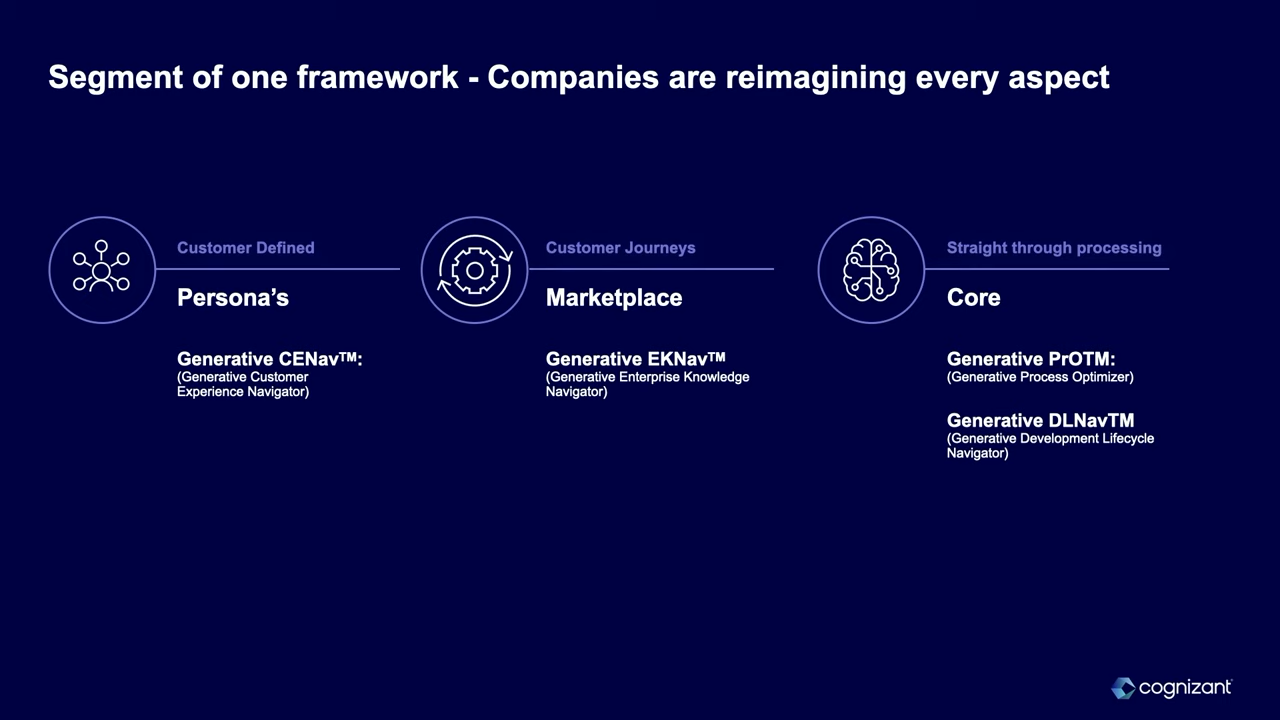 Segment of one framework - Companies are reimagining every aspect
Customer Defined
Persona's
Generative CENav™:
(Generative Customer
Experience Navigator)
Customer Journeys
Marketplace
Generative EKNav™
(Generative Enterprise Knowledge
Navigator)
Straight through processing
Core
Generative PrOTM:
(Generative Process Optimizer)
Generative DLNavTM
(Generative Development Lifecycle
Navigator)
cognizant